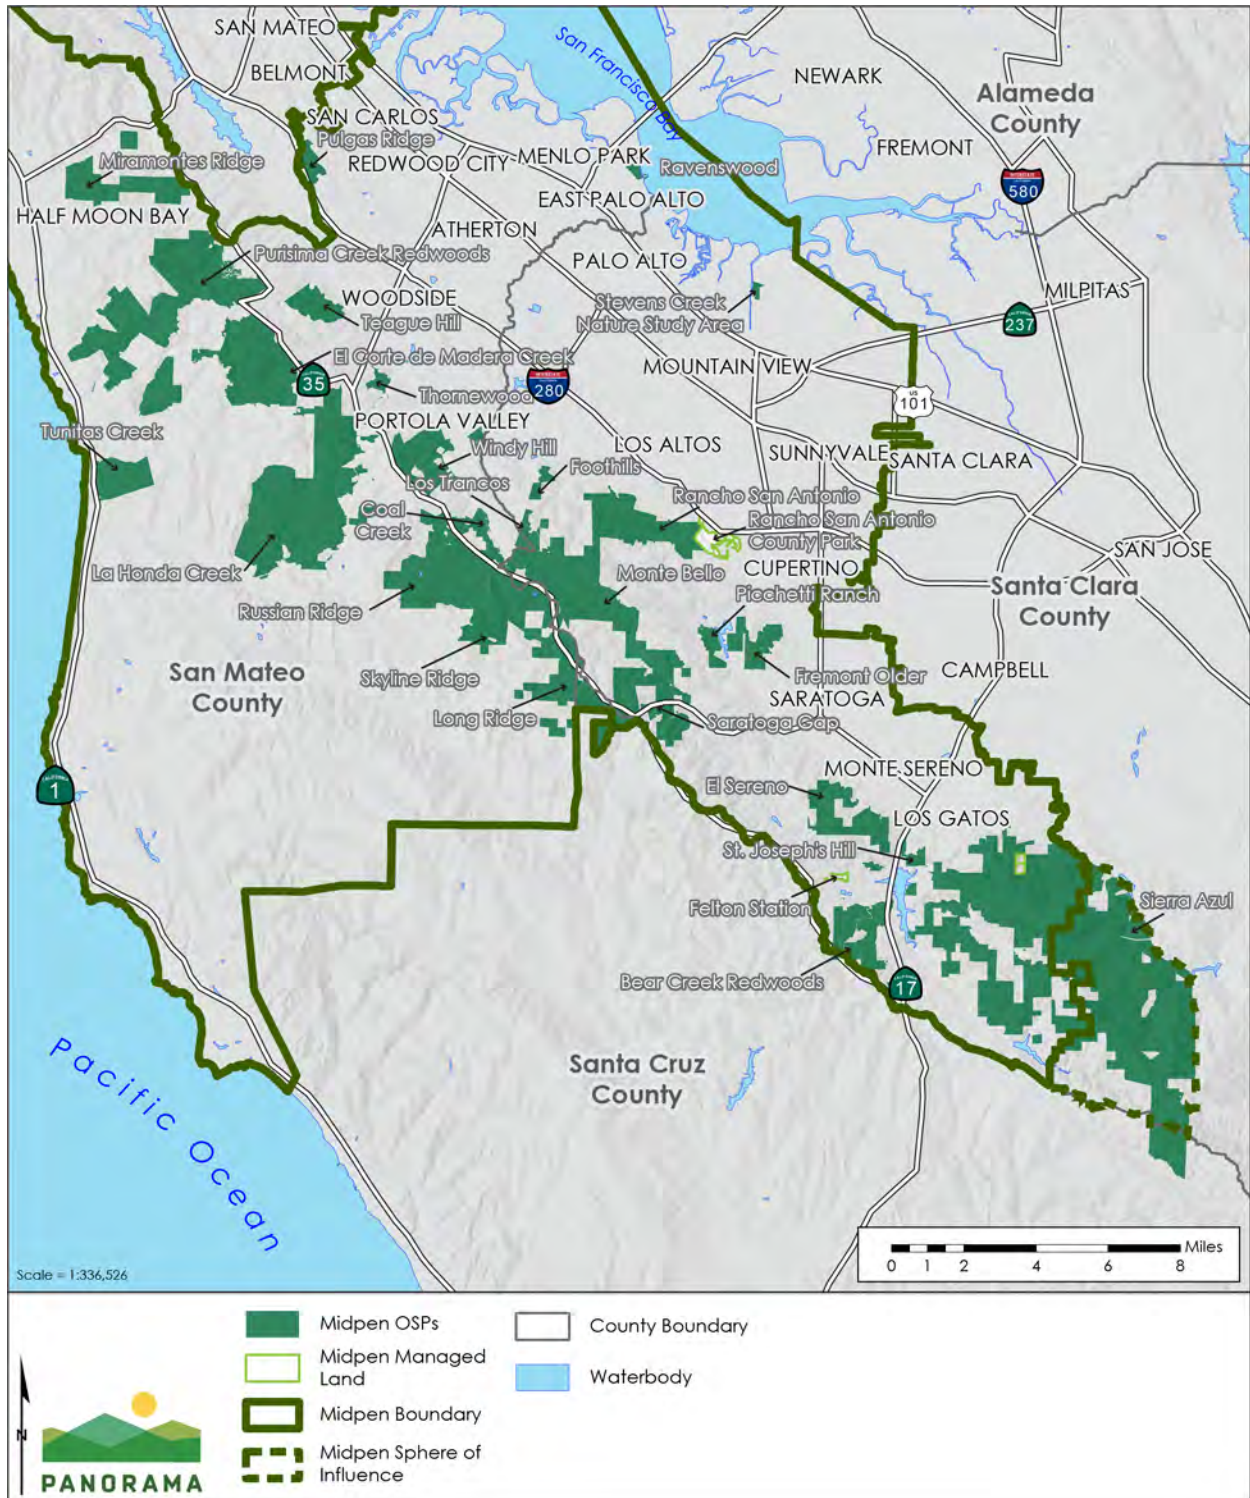 SAN MATEO
BELMONT
SAN CARLOS
Pulgas Ridge
REDWOOD CITY
MENLO PARK
San Francisco Bay
NEWARK
Alameda
County
FREMONT
580
Ravenswood
EAST PALO ALTO
Miramontes Ridge
HALF MOON BAY
ATHERTON
PALO ALTO
Purisima Creek Redwoods
WOODSIDE
Teague Hill
Stevens Creek
Nature Study Area
MILPITAS
CALIFORNIA
237
El Corte de Madera Creek
CALIFORNIA
35
Thornewood
INTERSTATE
CALIFORNIA
280
MOUNTAIN VIEW
US
101
PORTOLA VALLEY
Tunitas Creek
Windy Hill
Los Trancos
Foothills
LOS ALTOS
SUNNYVALE
SANTA CLARA
Coal
Creek
Rancho San Antonio
Rancho San Antonio
County Park
SAN JOSE
La Honda Creek
Russian Ridge
Monte Bello
CUPERTINO
Picchetti Ranch
Santa Clara
County
San Mateo
County
Skyline Ridge
Long Ridge
Fremont Older
SARATOGA
CAMPBELL
Saratoga Gap
CALIFORNIA
1
MONTE SERENO
El Sereno
LOS GATOS
St. Joseph's Hill
Felton Station
Sierra Azul
Bear Creek Redwoods
CALIFORNIA
17
Santa Cruz
County
Pacific Ocean
Scale = 1:336,526
Miles
0 1 2 4 6 8
Midpen OSPs
Midpen Managed
Land
Midpen Boundary
Midpen Sphere of
Influence
County Boundary
Waterbody
N
PANORAMA